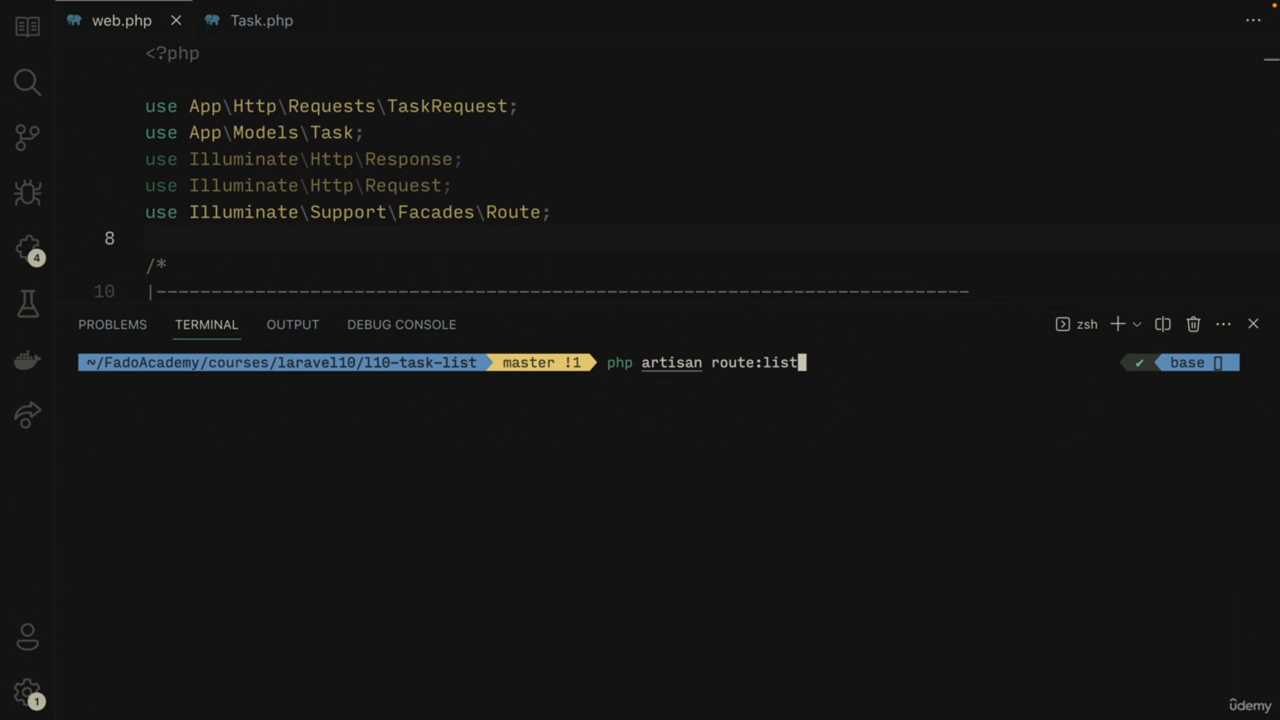 web.php
Task.php
<?php
use App\Http\Requests\TaskRequest;
use App\Models\Task;
use Illuminate\Http\Response;
use Illuminate\Http\Request;
use Illuminate\Support\Facades\Route;
8
/*
10 |--------------------------------------------------------------------------
4
PROBLEMS TERMINAL OUTPUT DEBUG CONSOLE zsh
~/FadoAcademy/courses/laravel10/l10-task-list master !1 php artisan route:list ✔ base
1
ûdemy